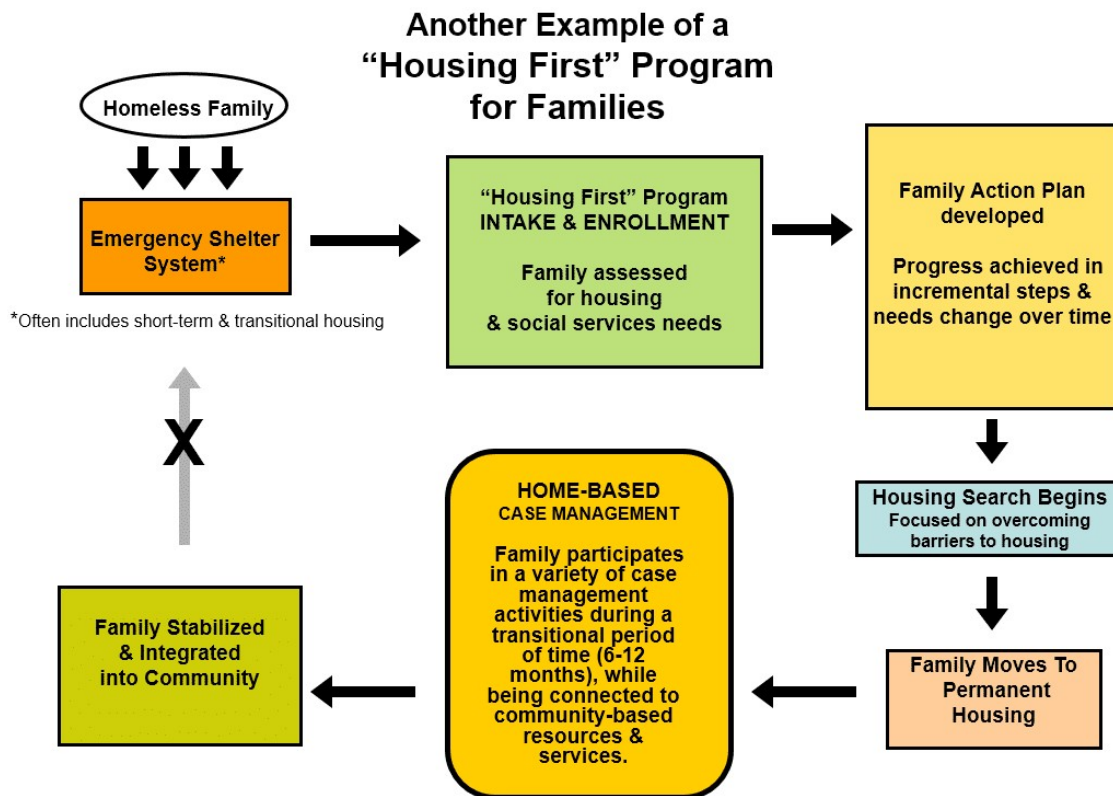 Another Example of a
“Housing First” Program
for Families
Homeless Family
Emergency Shelter
System*
*Often includes short-term & transitional housing
“Housing First” Program
INTAKE & ENROLLMENT
Family assessed
for housing
& social services needs
Family Action Plan
developed
Progress achieved in
incremental steps &
needs change over time
Housing Search Begins
Focused on overcoming
barriers to housing
Family Moves To
Permanent
Housing
HOME-BASED
CASE MANAGEMENT
Family participates
in a variety of case
management
activities during a
transitional period
of time (6-12
months), while
being connected to
community-based
resources &
services.
Family Stabilized
& Integrated
into Community
X